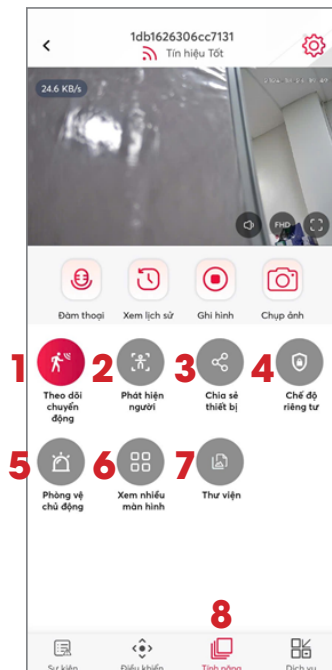 1db1626306cc7131
Tín hiệu Tốt
24.6 KB/s
FHD
Đàm thoại Xem lịch sử Ghi hình Chụp ảnh
1 2 3 4
Theo dõi chuyển động
Phát hiện người
Chia sẻ thiết bị
Chế độ riêng tư
5 6 7
Phòng vệ chủ động
Xem nhiều màn hình
Thư viện
8
Sự kiện Điều khiển Tính năng Dịch vụ